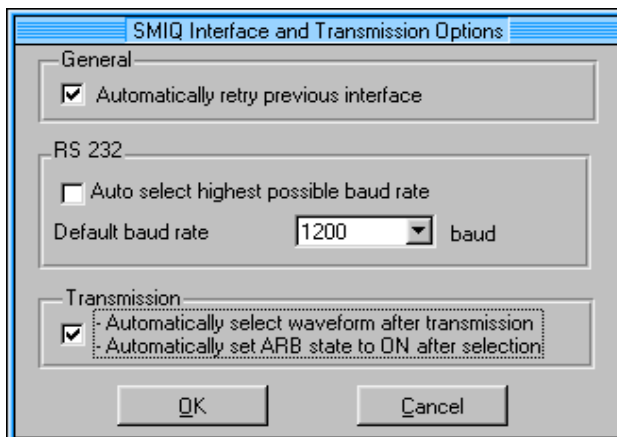 SMIQ Interface and Transmission Options
General
Automatically retry previous interface
RS 232
Auto select highest possible baud rate
Default baud rate 1200 baud
Transmission
- Automatically select waveform after transmission
- Automatically set ARB state to ON after selection
OK Cancel